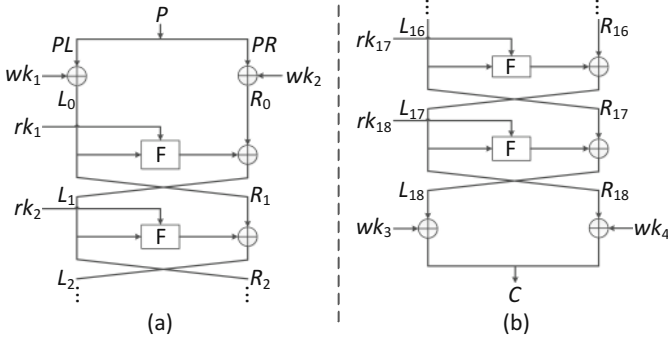 P
PL PR
wk₁ wk₂
L₀ R₀
rk₁
F
L₁ R₁
rk₂
F
L₂ R₂
(a)
L₁₆ R₁₆
rk₁₇
F
L₁₇ R₁₇
rk₁₈
F
L₁₈ R₁₈
wk₃ wk₄
C
(b)